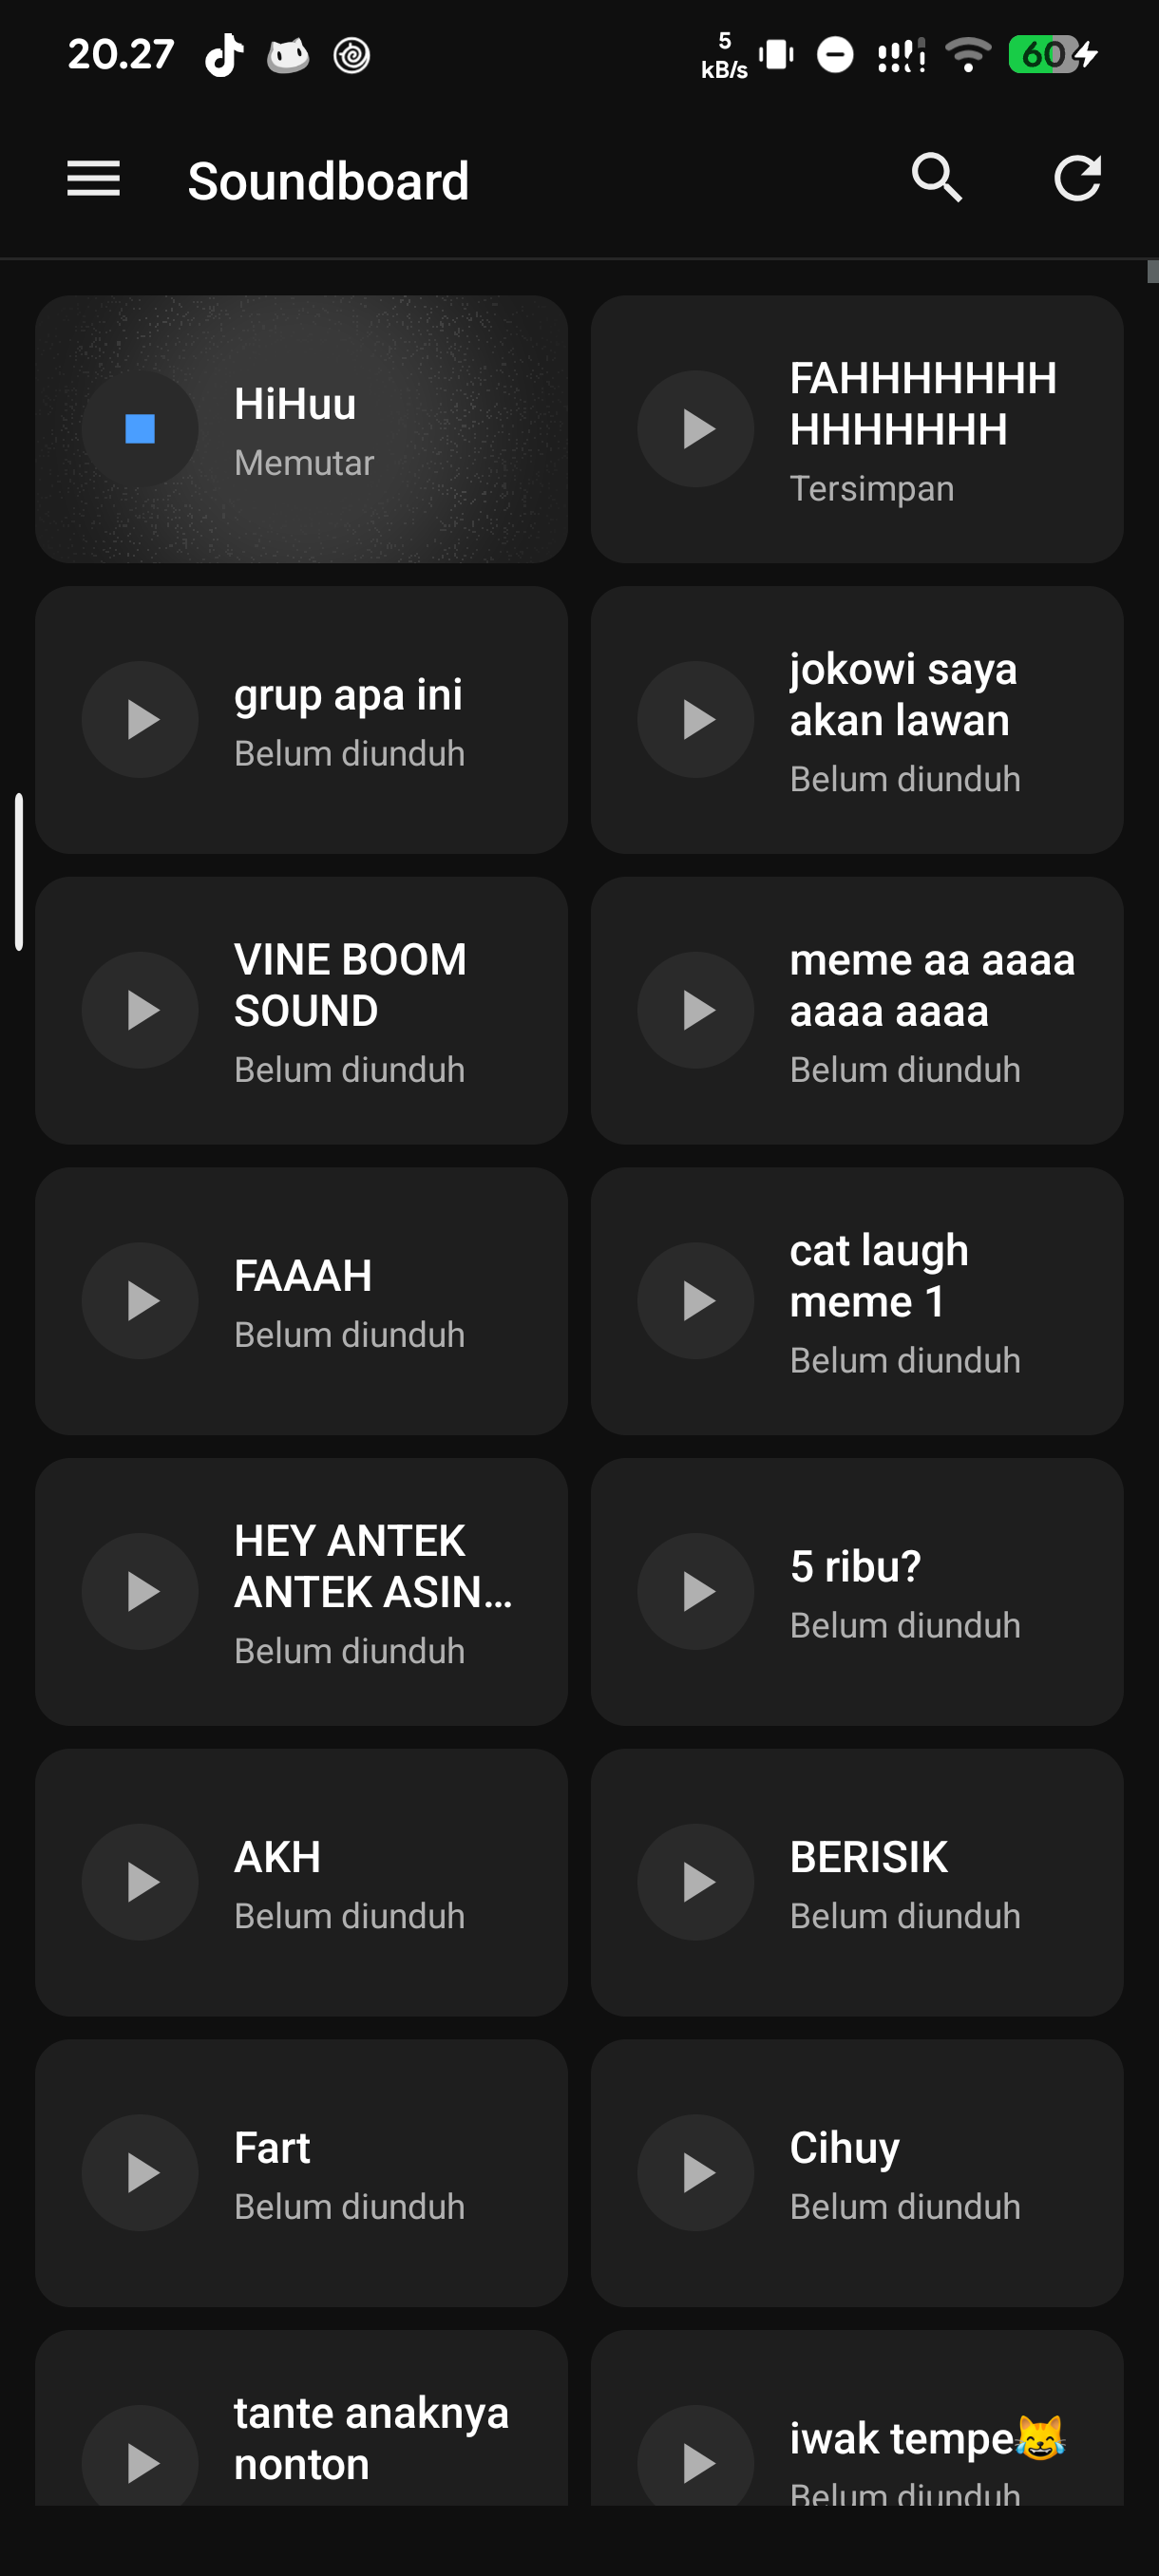 20.27
5
kB/s
60
Soundboard
HiHuu
Memutar
FAHHHHHHH
HHHHHHH
Tersimpan
grup apa ini
Belum diunduh
jokowi saya
akan lawan
Belum diunduh
VINE BOOM
SOUND
Belum diunduh
meme aa aaaa
aaaa aaaa
Belum diunduh
FAAAH
Belum diunduh
cat laugh
meme 1
Belum diunduh
HEY ANTEK
ANTEK ASIN...
Belum diunduh
5 ribu?
Belum diunduh
AKH
Belum diunduh
BERISIK
Belum diunduh
Fart
Belum diunduh
Cihuy
Belum diunduh
tante anaknya
nonton
iwak tempe😹
Belum diunduh